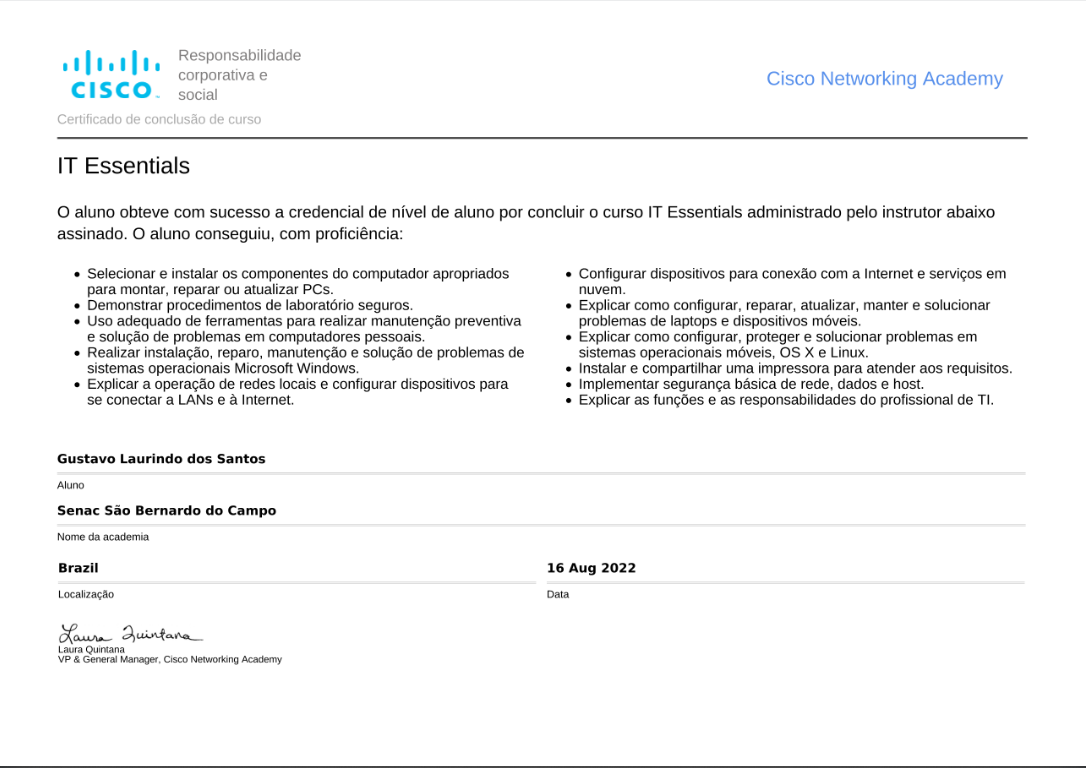 Responsabilidade
corporativa e
social
CISCO
Cisco Networking Academy
Certificado de conclusão de curso
IT Essentials
O aluno obteve com sucesso a credencial de nível de aluno por concluir o curso IT Essentials administrado pelo instrutor abaixo
assinado. O aluno conseguiu, com proficiência:
• Selecionar e instalar os componentes do computador apropriados
para montar, reparar ou atualizar PCs.
• Demonstrar procedimentos de laboratório seguros.
• Uso adequado de ferramentas para realizar manutenção preventiva
e solução de problemas em computadores pessoais.
• Realizar instalação, reparo, manutenção e solução de problemas de
sistemas operacionais Microsoft Windows.
• Explicar a operação de redes locais e configurar dispositivos para
se conectar a LANs e à Internet.
• Configurar dispositivos para conexão com a Internet e serviços em
nuvem.
• Explicar como configurar, reparar, atualizar, manter e solucionar
problemas de laptops e dispositivos móveis.
• Explicar como configurar, proteger e solucionar problemas em
sistemas operacionais móveis, OS X e Linux.
• Instalar e compartilhar uma impressora para atender aos requisitos.
• Implementar segurança básica de rede, dados e host.
• Explicar as funções e as responsabilidades do profissional de TI.
Gustavo Laurindo dos Santos
Aluno
Senac São Bernardo do Campo
Nome da academia
Brazil
Localização
16 Aug 2022
Data
Laura Quintana
Laura Quintana
VP & General Manager, Cisco Networking Academy